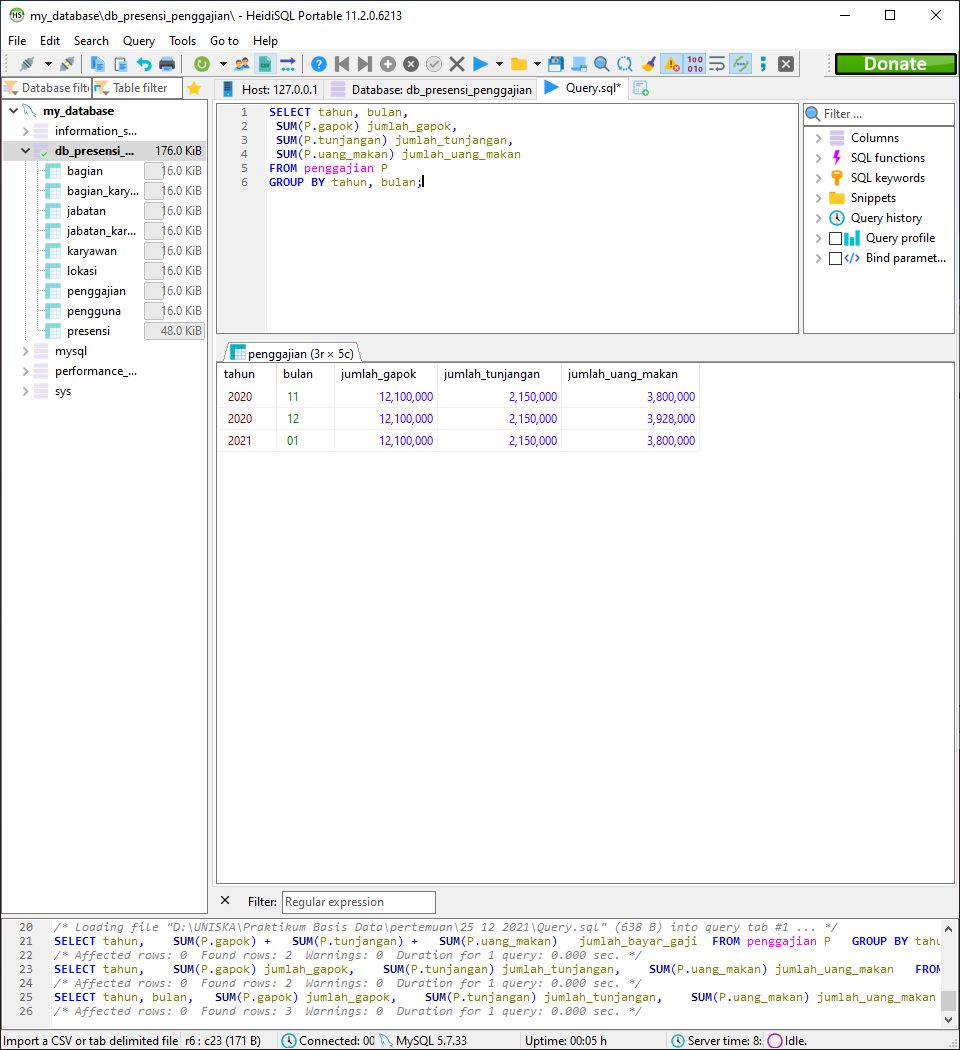 my_database\db_presensi_penggajian\ - HeidiSQL Portable 11.2.0.6213
File Edit Search Query Tools Go to Help
Donate
Database filt Table filter
Host: 127.0.0.1 Database: db_presensi_penggajian Query.sql*
my_database
information_s...
db_presensi_... 176.0 KiB
bagian 16.0 KiB
bagian_kary... 16.0 KiB
jabatan 16.0 KiB
jabatan_kar... 16.0 KiB
karyawan 16.0 KiB
lokasi 16.0 KiB
penggajian 16.0 KiB
pengguna 16.0 KiB
presensi 48.0 KiB
mysql
performance_...
sys
1 SELECT tahun, bulan,
2 SUM(P.gapok) jumlah_gapok,
3 SUM(P.tunjangan) jumlah_tunjangan,
4 SUM(P.uang_makan) jumlah_uang_makan
5 FROM penggajian P
6 GROUP BY tahun, bulan;
Filter ...
Columns
SQL functions
SQL keywords
Snippets
Query history
Query profile
Bind paramet...
penggajian (3r × 5c)
tahun bulan jumlah_gapok jumlah_tunjangan jumlah_uang_makan
2020 11 12,100,000 2,150,000 3,800,000
2020 12 12,100,000 2,150,000 3,928,000
2021 01 12,100,000 2,150,000 3,800,000
Filter: Regular expression
20 /* Loading file "D:\UNISKA\Praktikum Basis Data\pertemuan\25 12 2021\Query.sql" (638 B) into query tab #1 ... */
21 SELECT tahun, SUM(P.gapok) + SUM(P.tunjangan) + SUM(P.uang_makan) jumlah_bayar_gaji FROM penggajian P GROUP BY tahu
22 /* Affected rows: 0 Found rows: 2 Warnings: 0 Duration for 1 query: 0.000 sec. */
23 SELECT tahun, SUM(P.gapok) jumlah_gapok, SUM(P.tunjangan) jumlah_tunjangan, SUM(P.uang_makan) jumlah_uang_makan FROM
24 /* Affected rows: 0 Found rows: 2 Warnings: 0 Duration for 1 query: 0.000 sec. */
25 SELECT tahun, bulan, SUM(P.gapok) jumlah_gapok, SUM(P.tunjangan) jumlah_tunjangan, SUM(P.uang_makan) jumlah_uang_makan
26 /* Affected rows: 0 Found rows: 3 Warnings: 0 Duration for 1 query: 0.000 sec. */
Import a CSV or tab delimited file r6 : c23 (171 B) Connected: 00 MySQL 5.7.33 Uptime: 00:05 h Server time: 8: Idle.